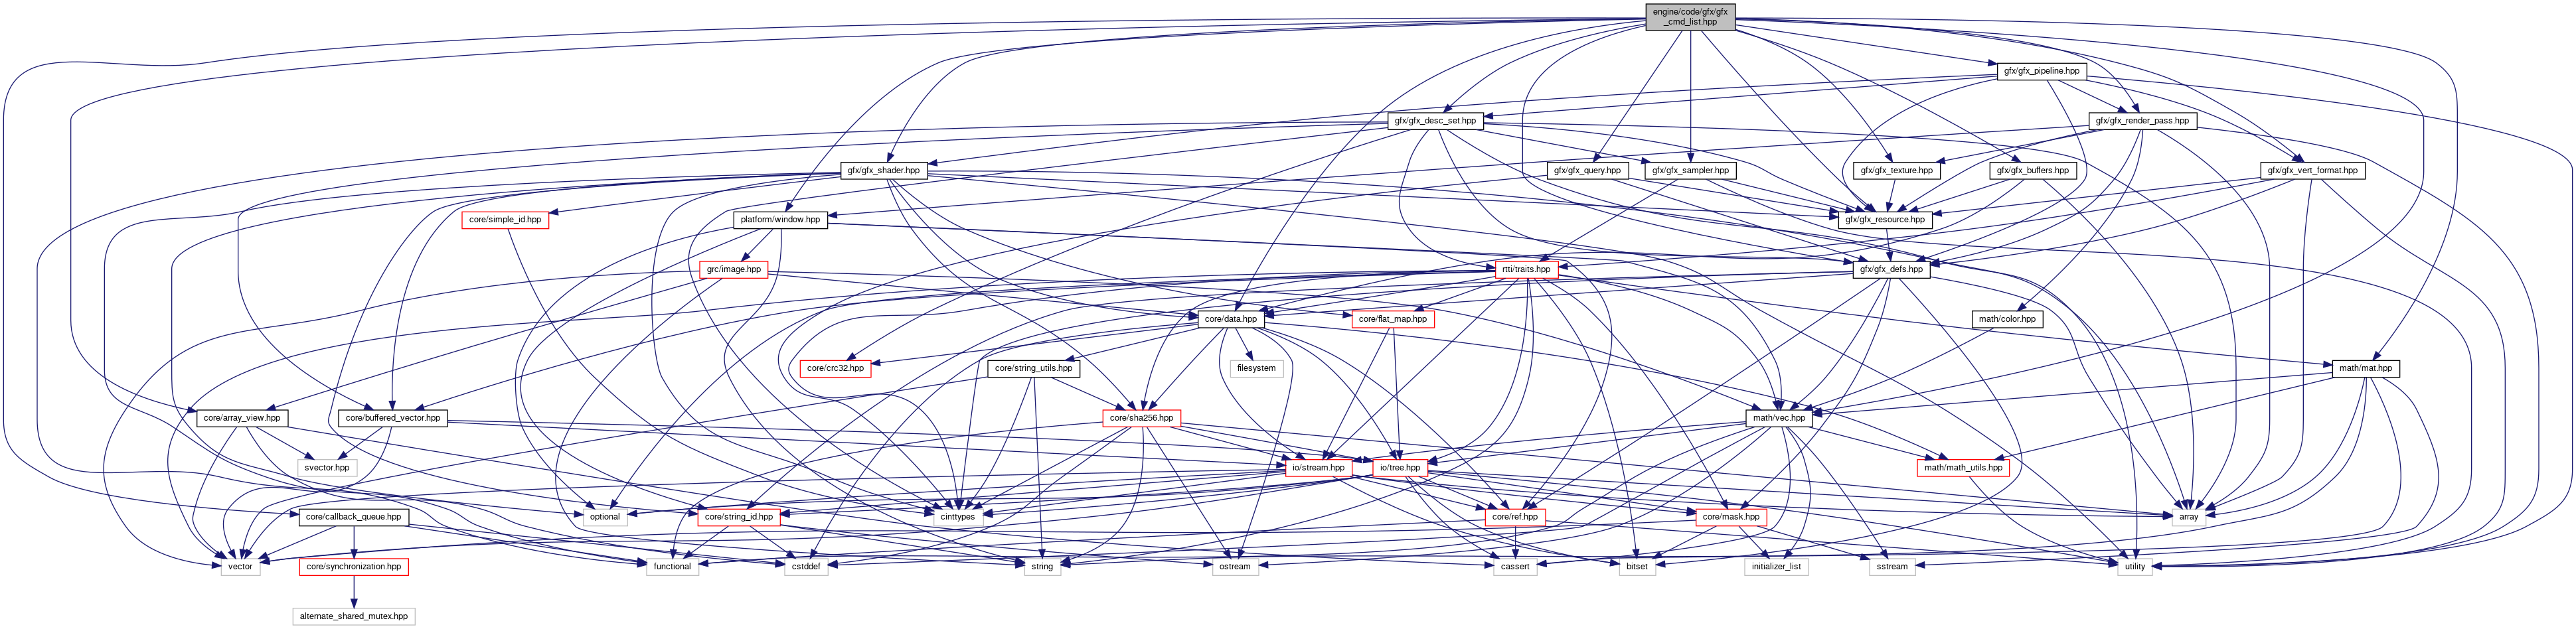 engine/code/gfx/gfx
_cmd_list.hpp
gfx/gfx_pipeline.hpp
gfx/gfx_desc_set.hpp
gfx/gfx_render_pass.hpp
gfx/gfx_shader.hpp
gfx/gfx_query.hpp
gfx/gfx_sampler.hpp
gfx/gfx_texture.hpp
gfx/gfx_buffers.hpp
gfx/gfx_vert_format.hpp
core/simple_id.hpp
platform/window.hpp
gfx/gfx_resource.hpp
grc/image.hpp
rtti/traits.hpp
gfx/gfx_defs.hpp
core/data.hpp
core/flat_map.hpp
math/color.hpp
core/crc32.hpp
core/string_utils.hpp
filesystem
math/mat.hpp
core/array_view.hpp
core/buffered_vector.hpp
core/sha256.hpp
math/vec.hpp
svector.hpp
io/stream.hpp
io/tree.hpp
math/math_utils.hpp
core/callback_queue.hpp
optional
core/string_id.hpp
cinttypes
core/ref.hpp
core/mask.hpp
array
vector
core/synchronization.hpp
functional
cstddef
string
ostream
cassert
bitset
initializer_list
sstream
utility
alternate_shared_mutex.hpp